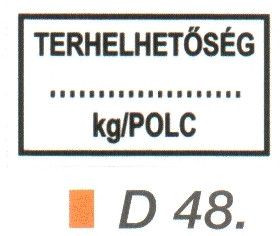 TERHELHETŐSÉG
......................
kg/POLC
D 48.